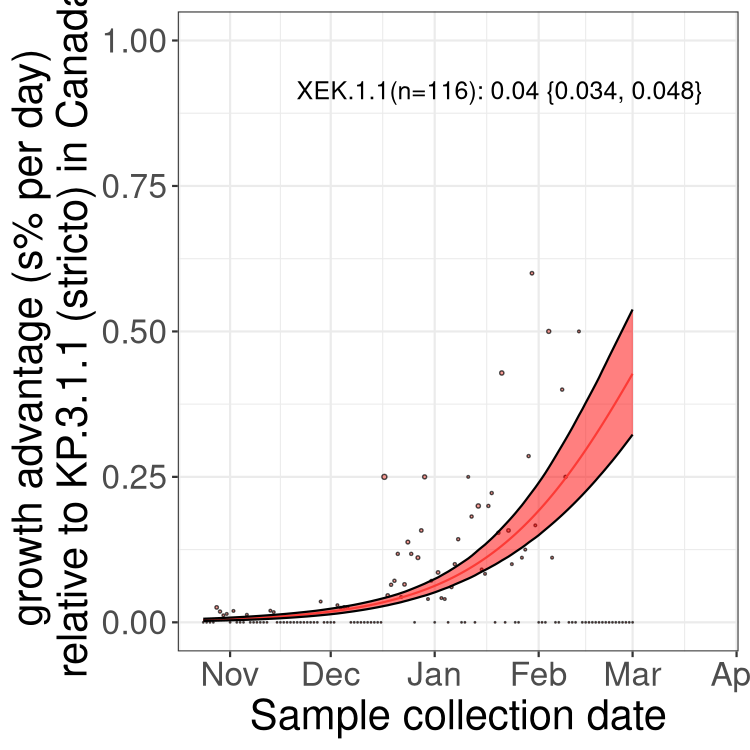 growth advantage (s% per day)
relative to KP.3.1.1 (stricto) in Canada
1.00
0.75
0.50
0.25
0.00
XEK.1.1(n=116): 0.04 {0.034, 0.048}
Nov Dec Jan Feb Mar Ap
Sample collection date